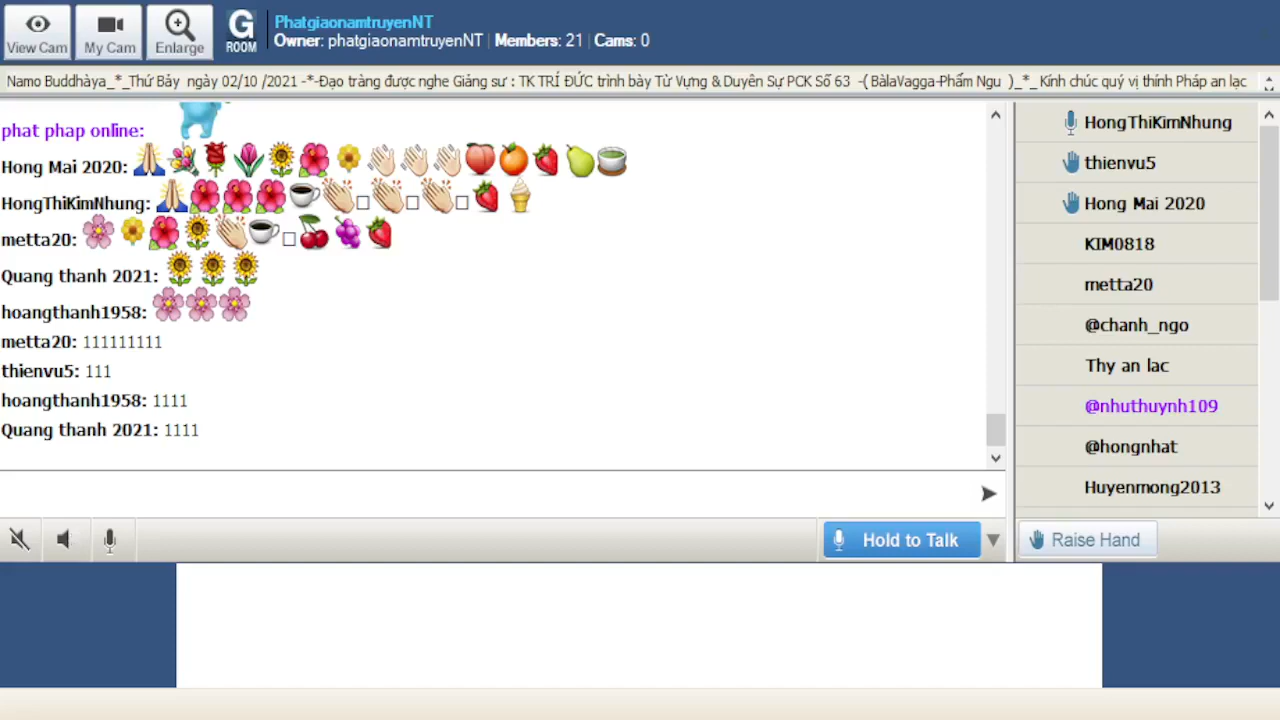 View Cam
My Cam
Enlarge
G
ROOM
PhatgiaonamtruyenNT
Owner: phatgiaonamtruyenNT | Members: 21 | Cams: 0
Namo Buddhàya_*_Thứ Bảy ngày 02/10 /2021 -*-Đạo tràng được nghe Giảng sư : TK TRÍ ĐỨC trình bày Từ Vựng & Duyên Sự PCK Số 63 -( BàlaVagga-Phẩm Ngu )_*_ Kính chúc quý vị thính Pháp an lạc
phat phap online:
Hong Mai 2020:
HongThiKimNhung:
metta20:
Quang thanh 2021:
hoangthanh1958:
metta20: 111111111
thienvu5: 111
hoangthanh1958: 1111
Quang thanh 2021: 1111
HongThiKimNhung
thienvu5
Hong Mai 2020
KIM0818
metta20
@chanh_ngo
Thy an lac
@nhuthuynh109
@hongnhat
Huyenmong2013
Hold to Talk
Raise Hand